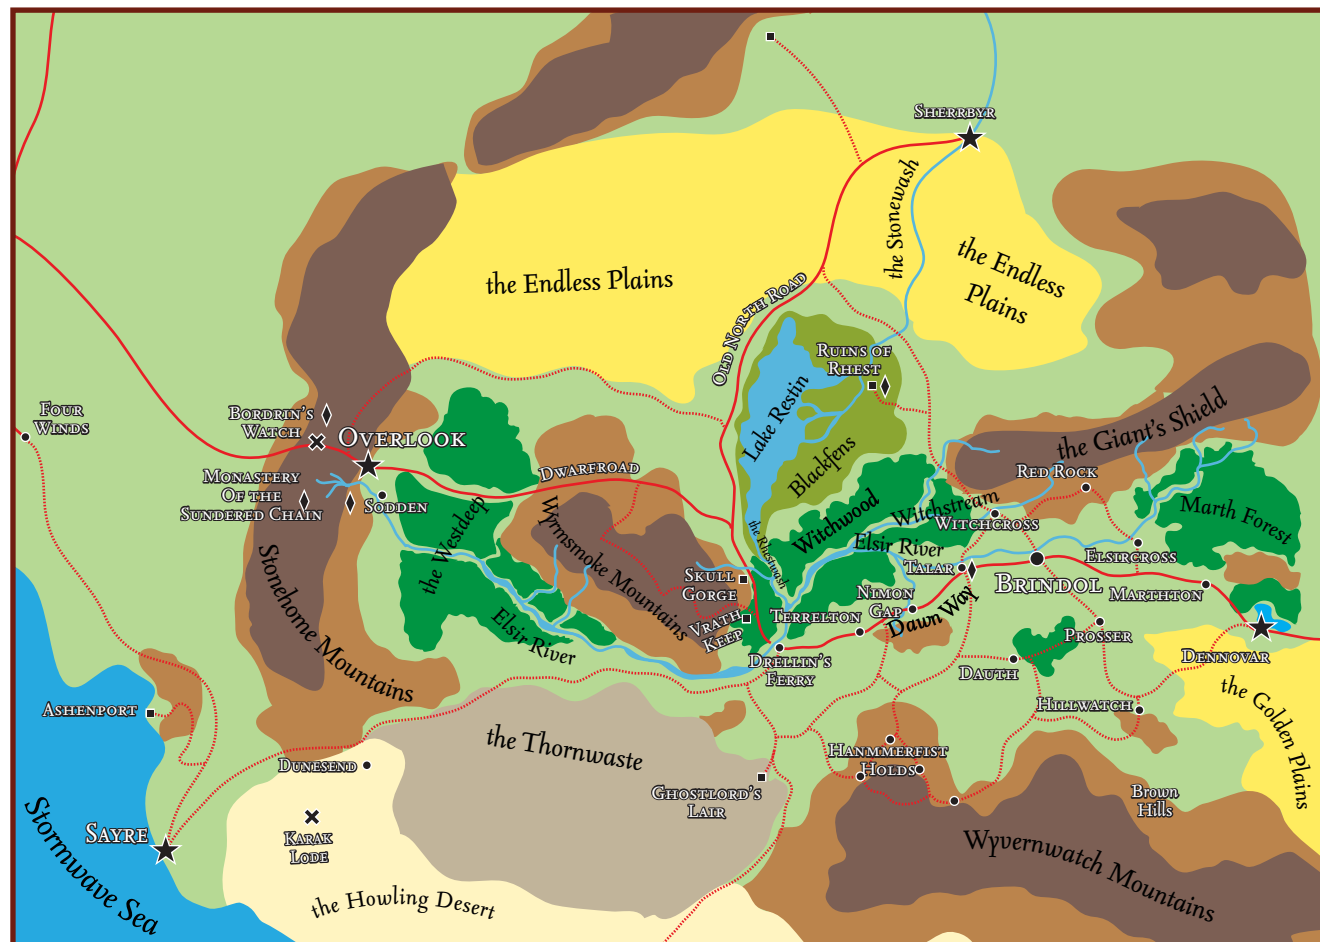 Sherrbyr
the Stonewash
the Endless
Plains
the Endless Plains
Old North Road
Ruins of
Rhest
Lake Restin
Blackfens
the Giant's Shield
Four
Winds
Bordrin's
Watch
Overlook
Monastery
Of the
Sundered Chain
Sodden
Dwarfroad
Red Rock
Marth Forest
Witchwood
Witchstream
Witchcross
the Westdeep
Wyrmsmoke Mountains
the Rhestwash
Elsir River
Talar
Brindol
Elsircross
Marthton
Skull
Gorge
Vrath
Keep
Terrelton
Nimon
Gap
Dawn Way
Stonehome Mountains
Elsir River
Drellin's
Ferry
Prosser
Dauth
Dennovar
Hillwatch
the Golden Plains
Ashenport
the Thornwaste
Dunesend
Hanmmerfist
Holds
Ghostlord's
Lair
Brown
Hills
Sayre
Karak
Lode
Stormwave Sea
the Howling Desert
Wyvernwatch Mountains